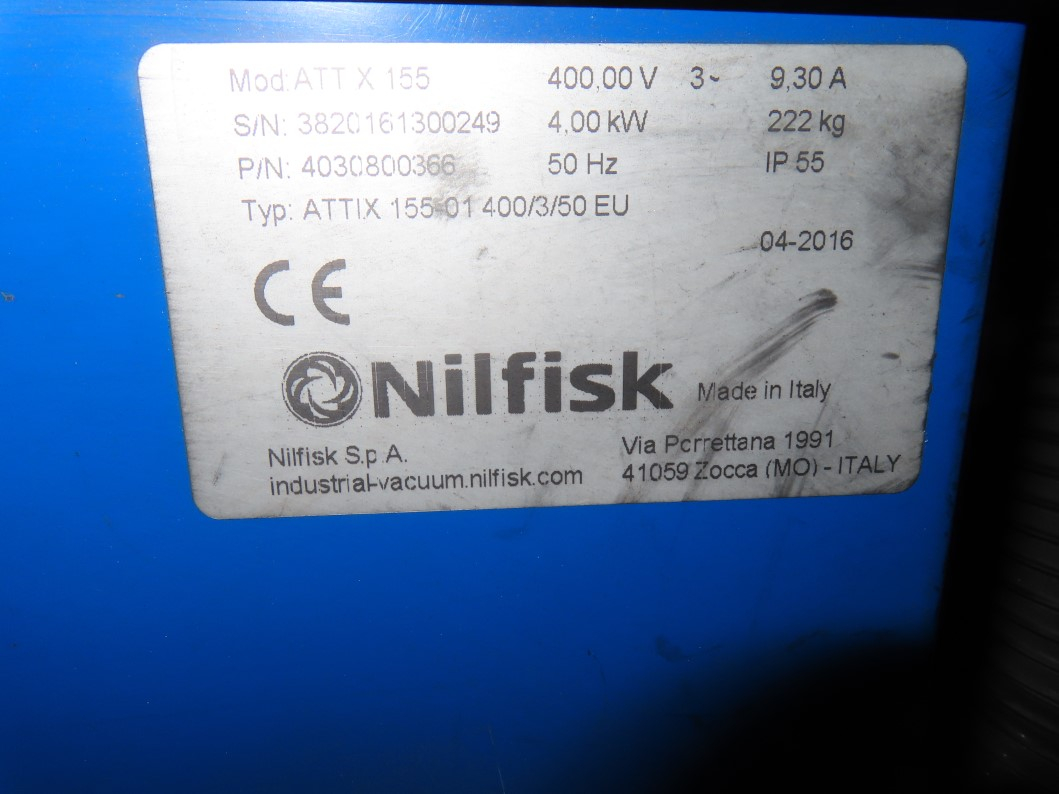 Mod: ATTIX 155 400,00 V 3~ 9,30 A
S/N: 3820161300249 4,00 kW 222 kg
P/N: 4030800366 50 Hz IP 55
Typ: ATTIX 155-01 400/3/50 EU
04-2016
CE
Nilfisk Made in Italy
Nilfisk S.p.A. Via Porrettana 1991
industrial-vacuum.nilfisk.com 41059 Zocca (MO) - ITALY